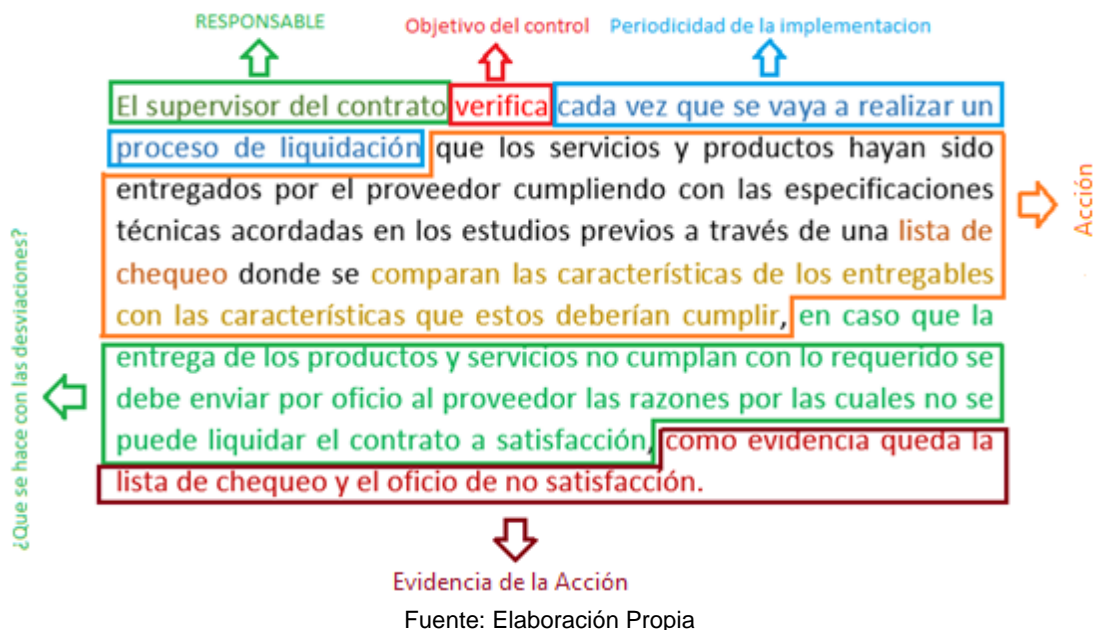 RESPONSABLE
Objetivo del control
Periodicidad de la implementacion
El supervisor del contrato verifica cada vez que se vaya a realizar un
proceso de liquidación que los servicios y productos hayan sido
entregados por el proveedor cumpliendo con las especificaciones
técnicas acordadas en los estudios previos a través de una lista de
chequeo donde se comparan las características de los entregables
con las características que estos deberían cumplir, en caso que la
entrega de los productos y servicios no cumplan con lo requerido se
debe enviar por oficio al proveedor las razones por las cuales no se
puede liquidar el contrato a satisfacción, como evidencia queda la
lista de chequeo y el oficio de no satisfacción.
Acción
¿Que se hace con las desviaciones?
Evidencia de la Acción
Fuente: Elaboración Propia